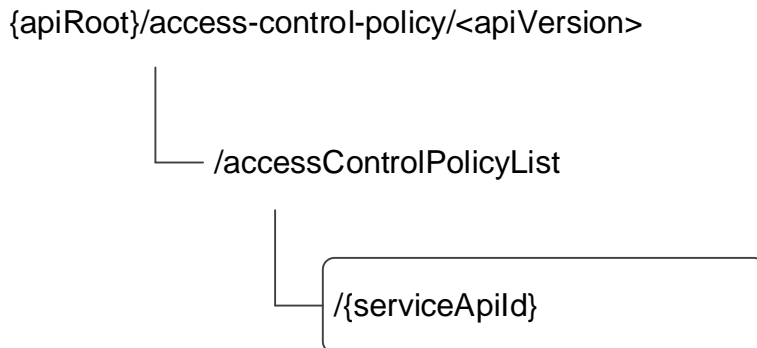 {apiRoot}/access-control-policy/<apiVersion>
/accessControlPolicyList
/{serviceApiId}